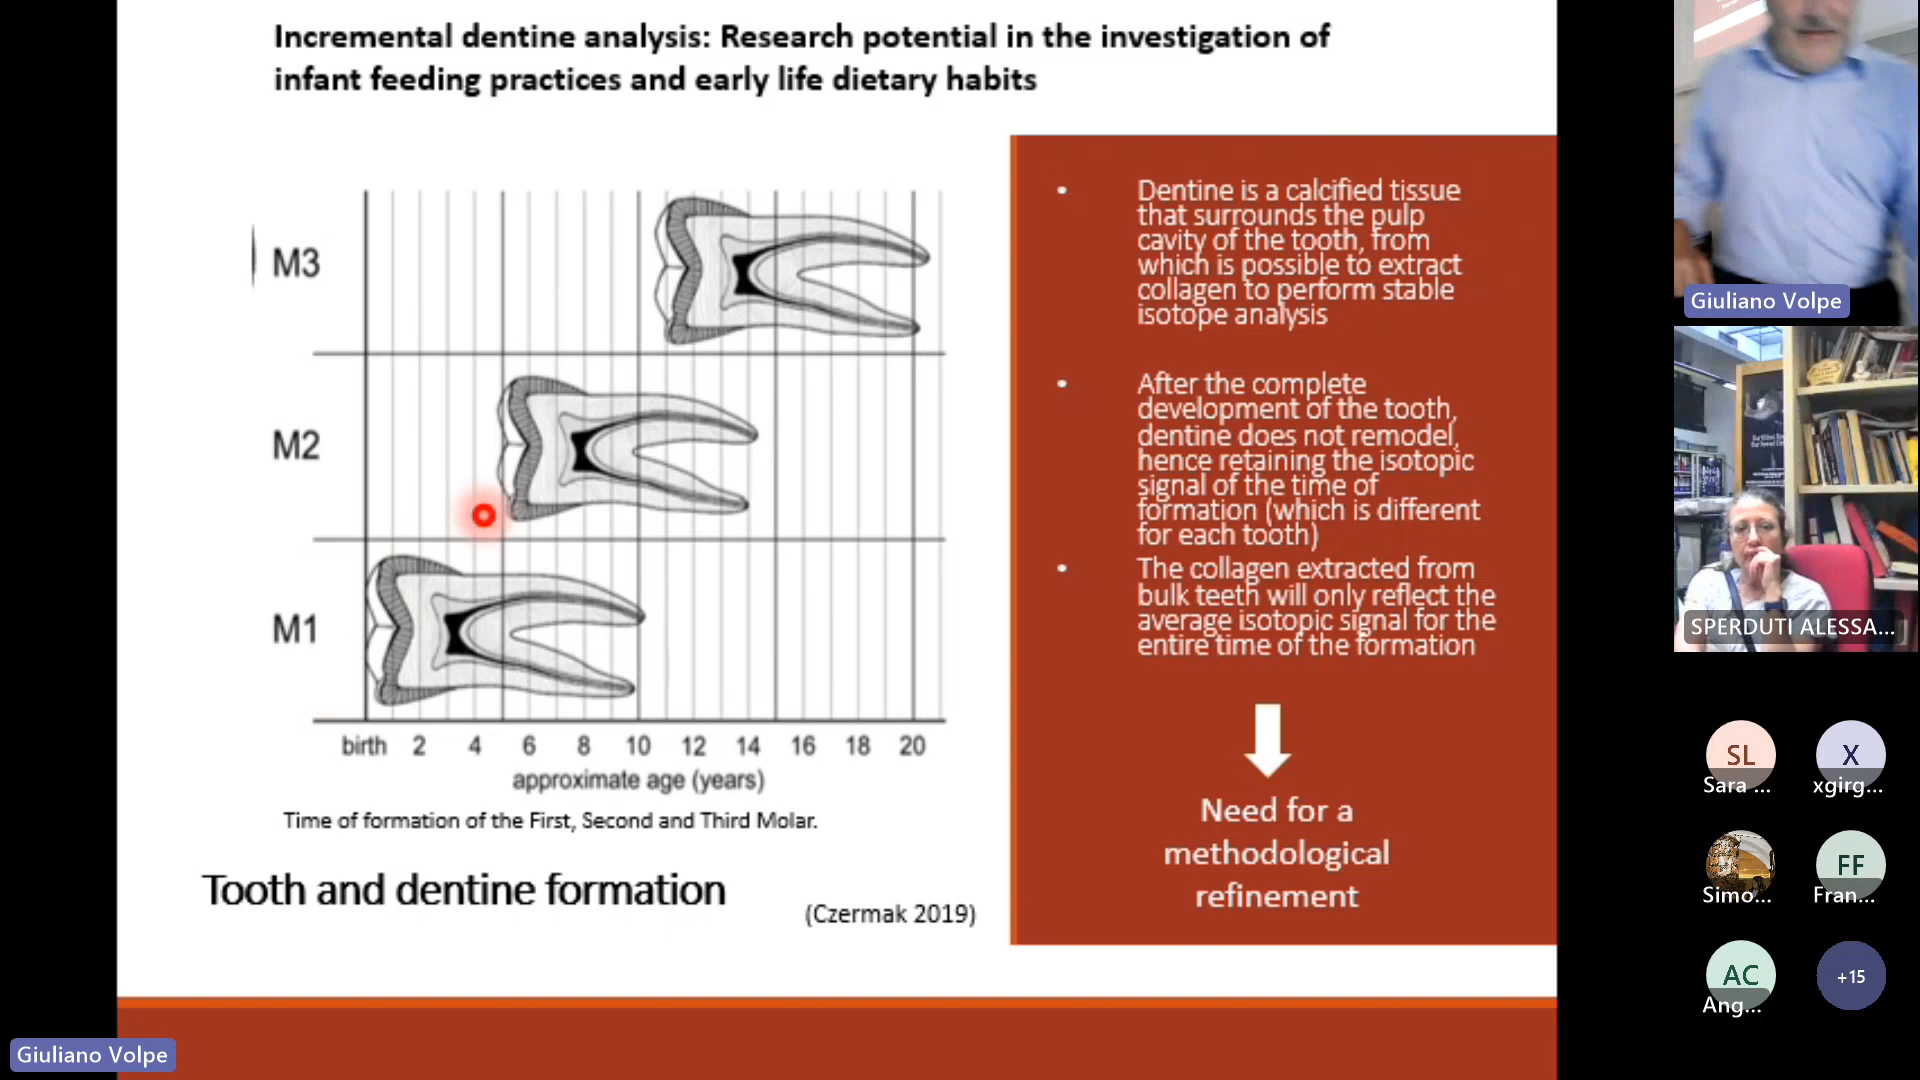 Incremental dentine analysis: Research potential in the investigation of
infant feeding practices and early life dietary habits
M3
M2
M1
birth 2 4 6 8 10 12 14 16 18 20
approximate age (years)
Time of formation of the First, Second and Third Molar.
Tooth and dentine formation
(Czermak 2019)
• Dentine is a calcified tissue
that surrounds the pulp
cavity of the tooth, from
which is possible to extract
collagen to perform stable
isotope analysis
• After the complete
development of the tooth,
dentine does not remodel,
hence retaining the isotopic
signal of the time of
formation (which is different
for each tooth)
• The collagen extracted from
bulk teeth will only reflect the
average isotopic signal for the
entire time of the formation
Need for a
methodological
refinement
Giuliano Volpe
Giuliano Volpe
SPERDUTI ALESSA...
SL
Sara ...
X
xgirg...
Simo...
FF
Fran...
AC
Ang...
+15